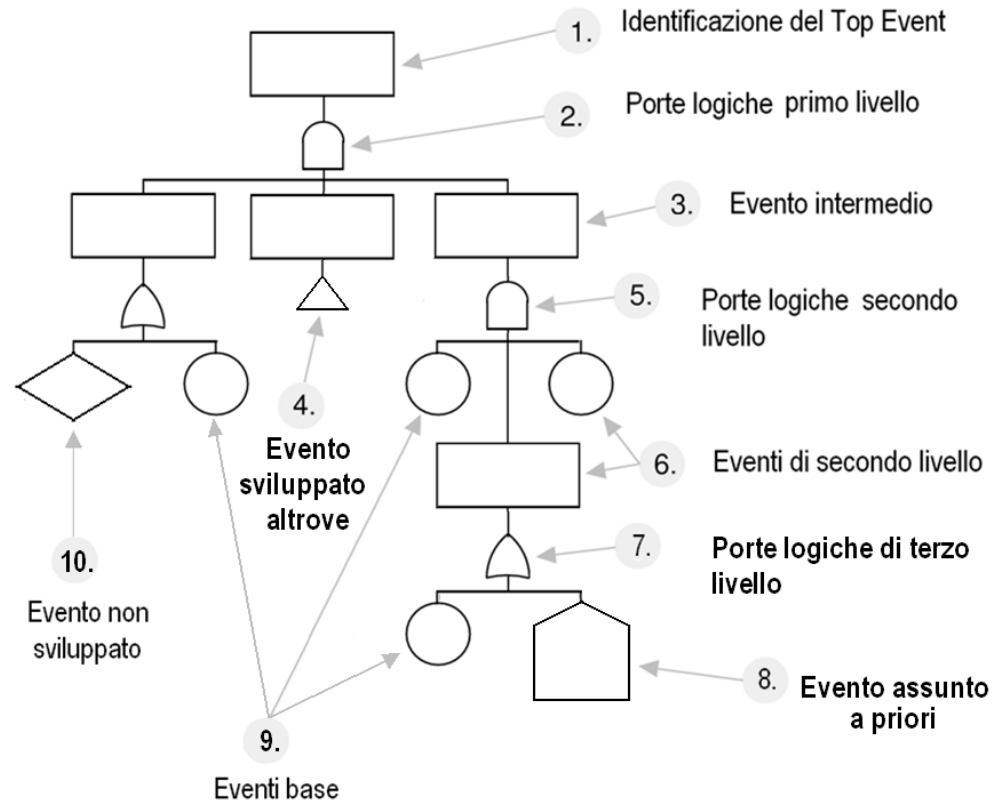 1. Identificazione del Top Event
2. Porte logiche primo livello
3. Evento intermedio
5. Porte logiche secondo
livello
4.
Evento
sviluppato
altrove
6. Eventi di secondo livello
7. Porte logiche di terzo
livello
10.
Evento non
sviluppato
8. Evento assunto
a priori
9.
Eventi base